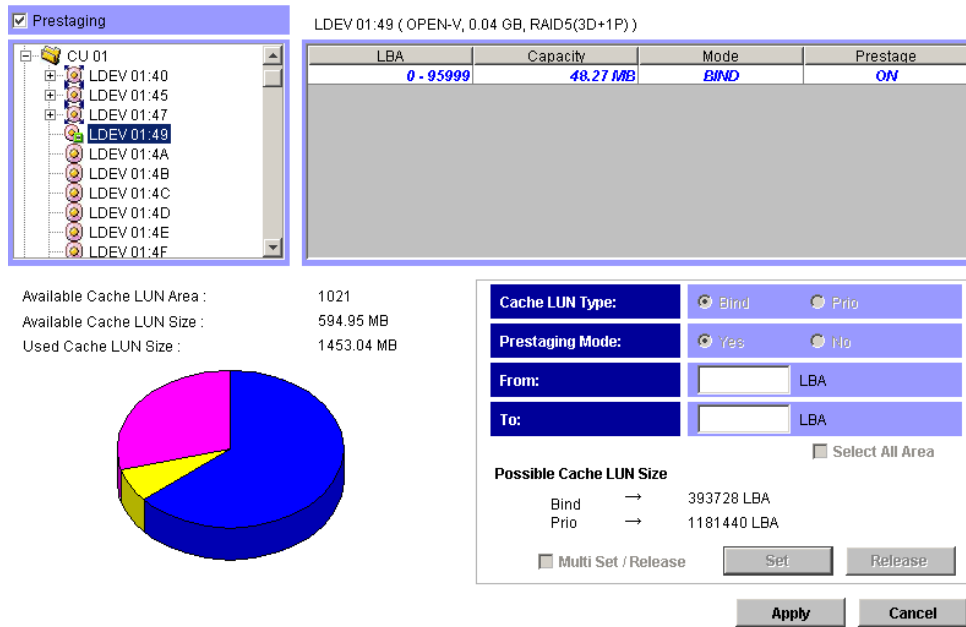 Prestaging
LDEV 01:49 ( OPEN-V, 0.04 GB, RAID5(3D+1P) )
CU 01
LDEV 01:40
LDEV 01:45
LDEV 01:47
LDEV 01:49
LDEV 01:4A
LDEV 01:4B
LDEV 01:4C
LDEV 01:4D
LDEV 01:4E
LDEV 01:4F
LBA Capacity Mode Prestage
0 - 95999 48.27 MB BIND ON
Available Cache LUN Area : 1021
Available Cache LUN Size : 594.95 MB
Used Cache LUN Size : 1453.04 MB
Cache LUN Type: Bind Prio
Prestaging Mode: Yes No
From: LBA
To: LBA
Select All Area
Possible Cache LUN Size
Bind → 393728 LBA
Prio → 1181440 LBA
Multi Set / Release Set Release
Apply Cancel